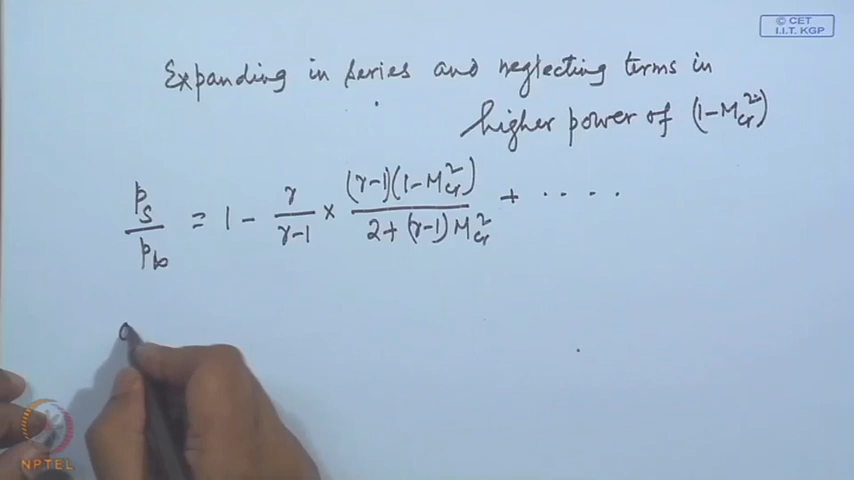 © CET
I.I.T. KGP
Expanding in series and neglecting terms in
higher power of (1-M_cr^2)
p_s/p_∞ = 1 - γ/(γ-1) × (γ-1)(1-M_cr^2)/(2+(γ-1)M_cr^2) + ....
NPTEL